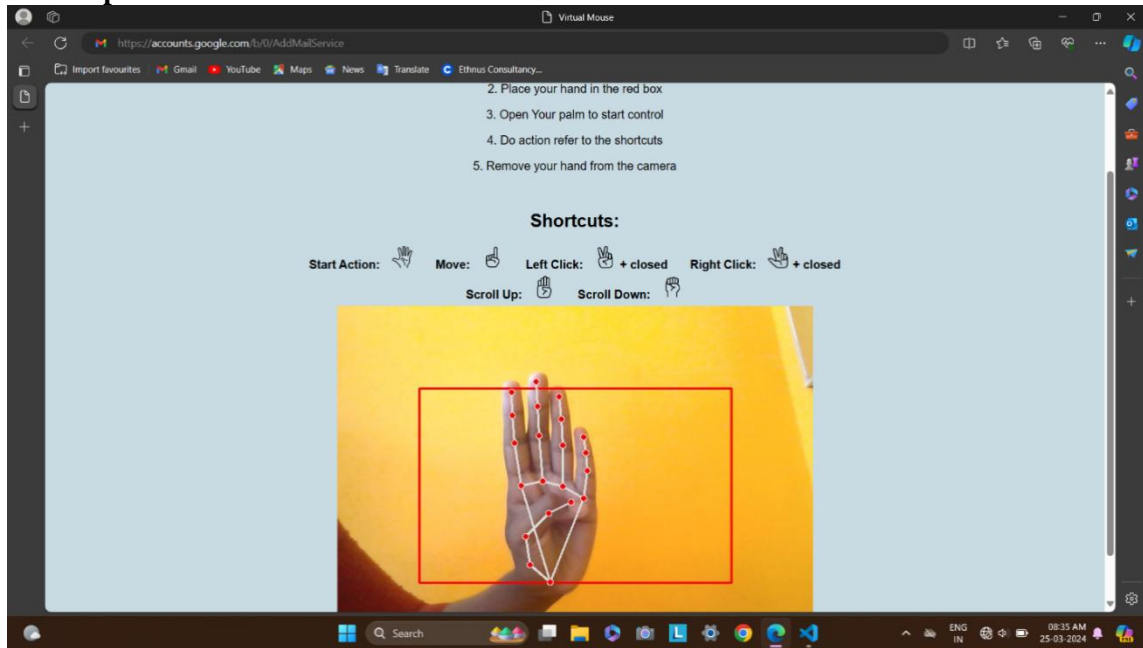 Virtual Mouse
https://accounts.google.com/b/0/AddMailService
Import favourites Gmail YouTube Maps News Translate Ethnus Consultancy...
2. Place your hand in the red box
3. Open Your palm to start control
4. Do action refer to the shortcuts
5. Remove your hand from the camera
Shortcuts:
Start Action: Move: Left Click: + closed Right Click: + closed
Scroll Up: Scroll Down:
Search
ENG
IN
08:35 AM
25-03-2024